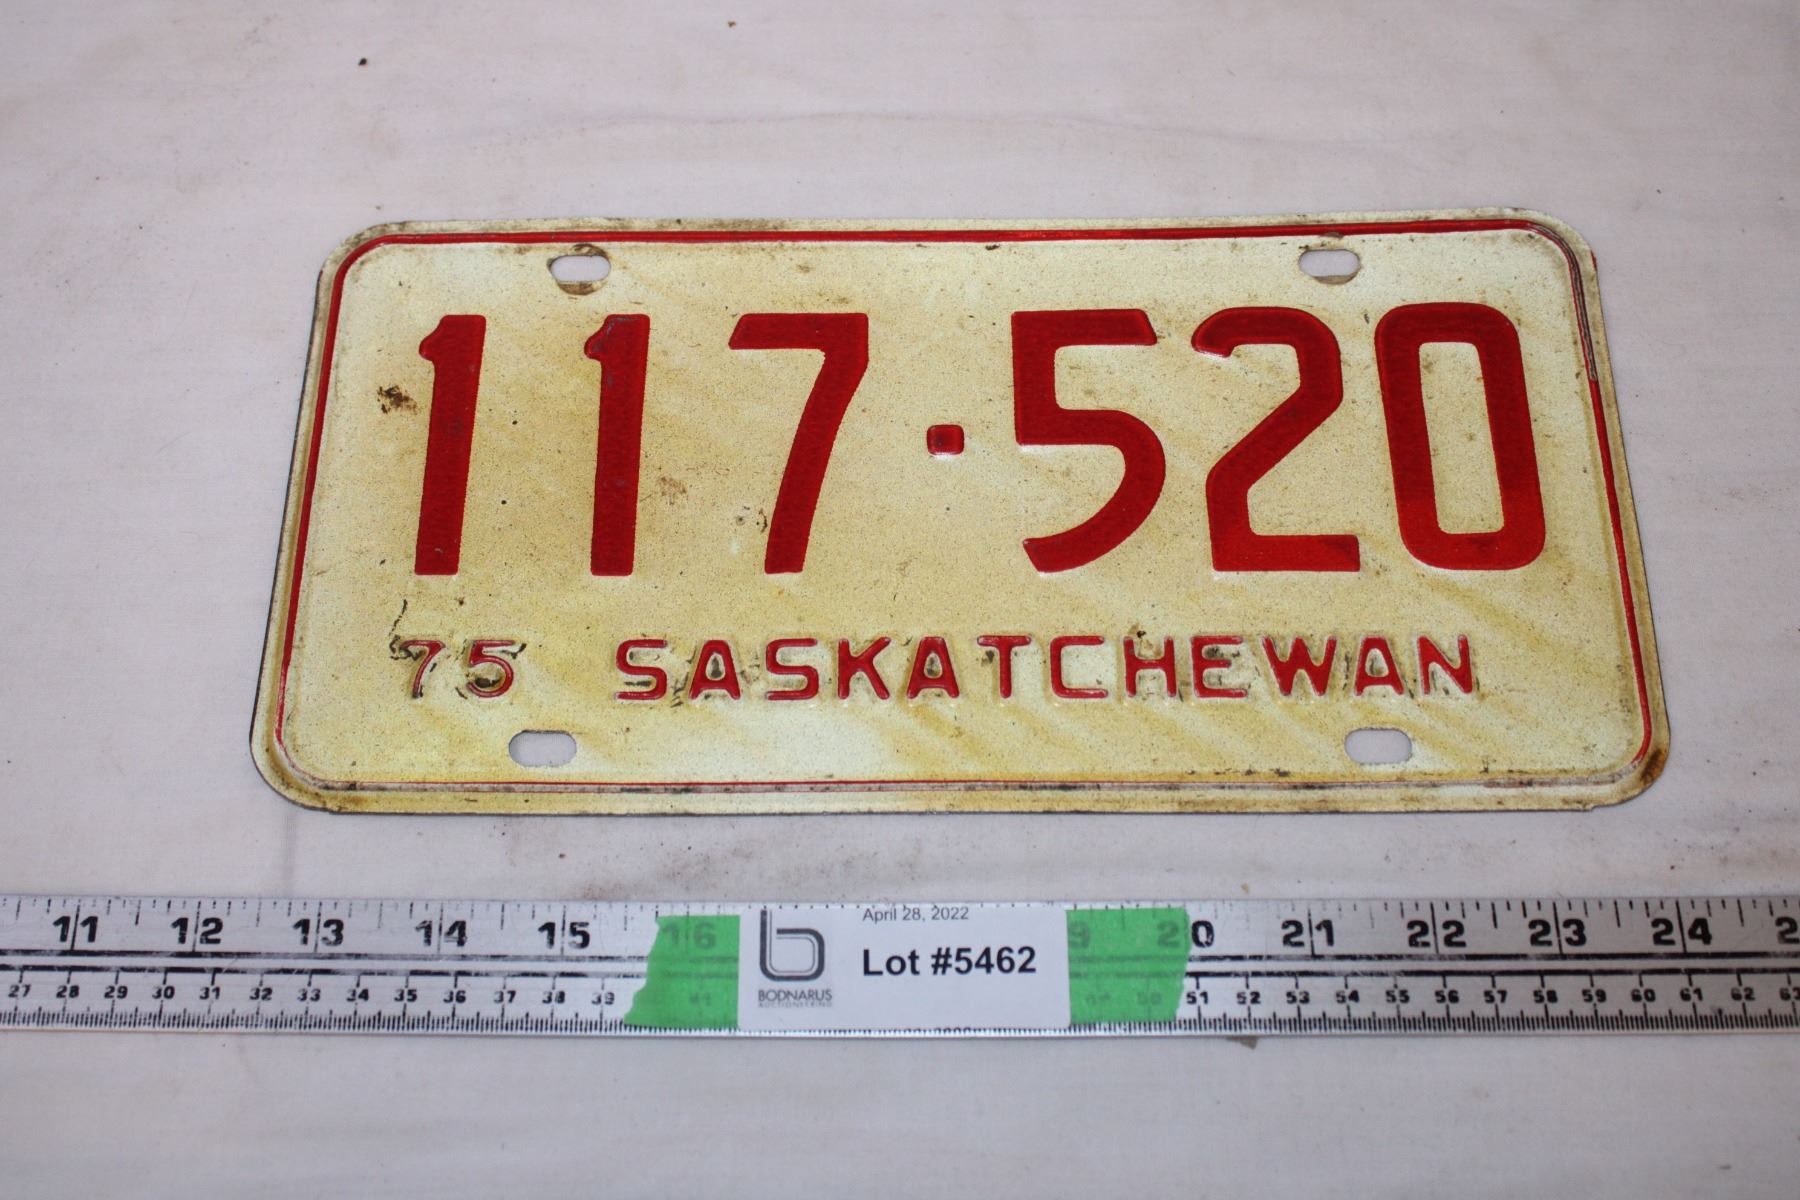 117·520
75 SASKATCHEWAN
11 12 13 14 15 16 20 21 22 23 24
April 28, 2022
Lot #5462
BODNARUS
AUCTIONEERING
27 28 29 30 31 32 33 34 35 36 37 38 39 51 52 53 54 55 56 57 58 59 60 61 62 63